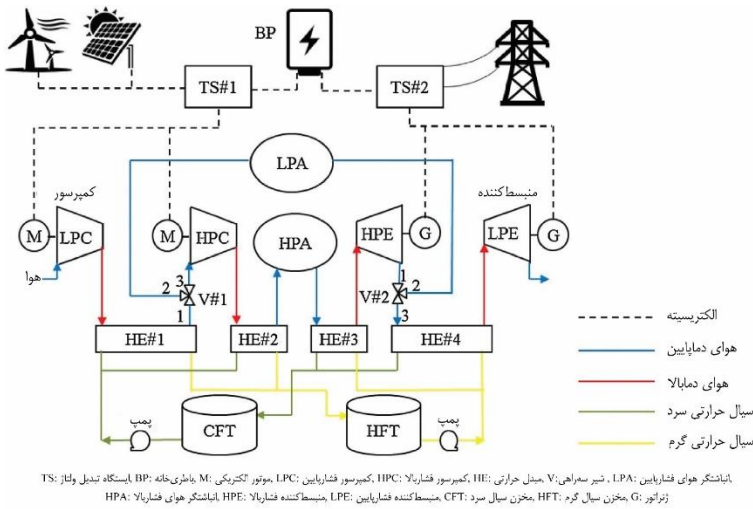 BP
TS#1
TS#2
LPA
کمپرسور
منبسط‌کننده
M
LPC
M
HPC
HPA
HPE
G
LPE
G
هوا
3
2
V#1
1
1
2
V#2
3
HE#1
HE#2
HE#3
HE#4
پمپ
CFT
HFT
پمپ
الکتریسیته
هوای دماپایین
هوای دمابالا
سیال حرارتی سرد
سیال حرارتی گرم
TS: ایستگاه تبدیل ولتاژ, BP: باطری‌خانه, M: موتور الکتریکی, LPC: کمپرسور فشارپایین, HPC: کمپرسور فشاربالا, HE: مبدل حرارتی, V: شیر سه‌راهی, LPA: انباشتگر هوای فشارپایین,
HPA: انباشتگر هوای فشاربالا, HPE: منبسط‌کننده فشاربالا, LPE: منبسط‌کننده فشارپایین, CFT: مخزن سیال سرد, HFT: مخزن سیال گرم, G: ژنراتور